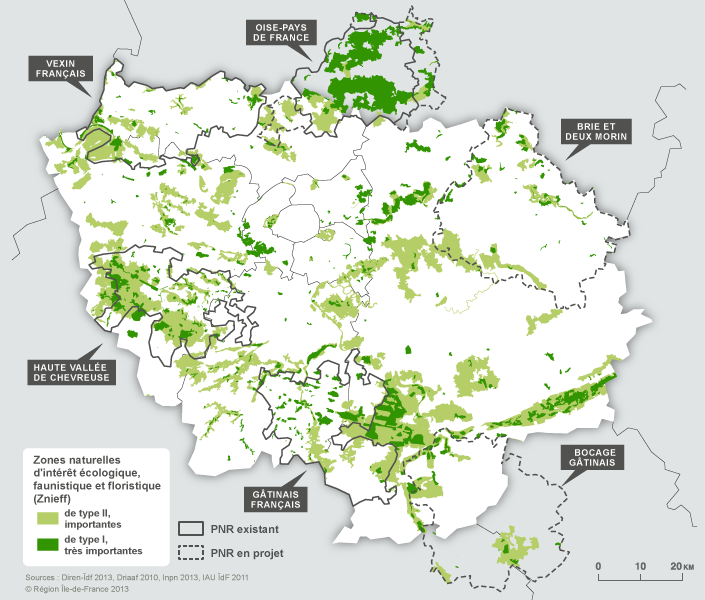 OISE-PAYS
DE FRANCE
VEXIN
FRANÇAIS
BRIE ET
DEUX MORIN
HAUTE VALLÉE
DE CHEVREUSE
GÂTINAIS
FRANÇAIS
BOCAGE
GÂTINAIS
Zones naturelles
d'intérêt écologique,
faunistique et floristique
(Znieff)
de type II,
importantes
de type I,
très importantes
PNR existant
PNR en projet
0 10 20 KM
Sources : Diren-Îdf 2013, Driaaf 2010, Inpn 2013, IAU ÎdF 2011
© Région Île-de-France 2013